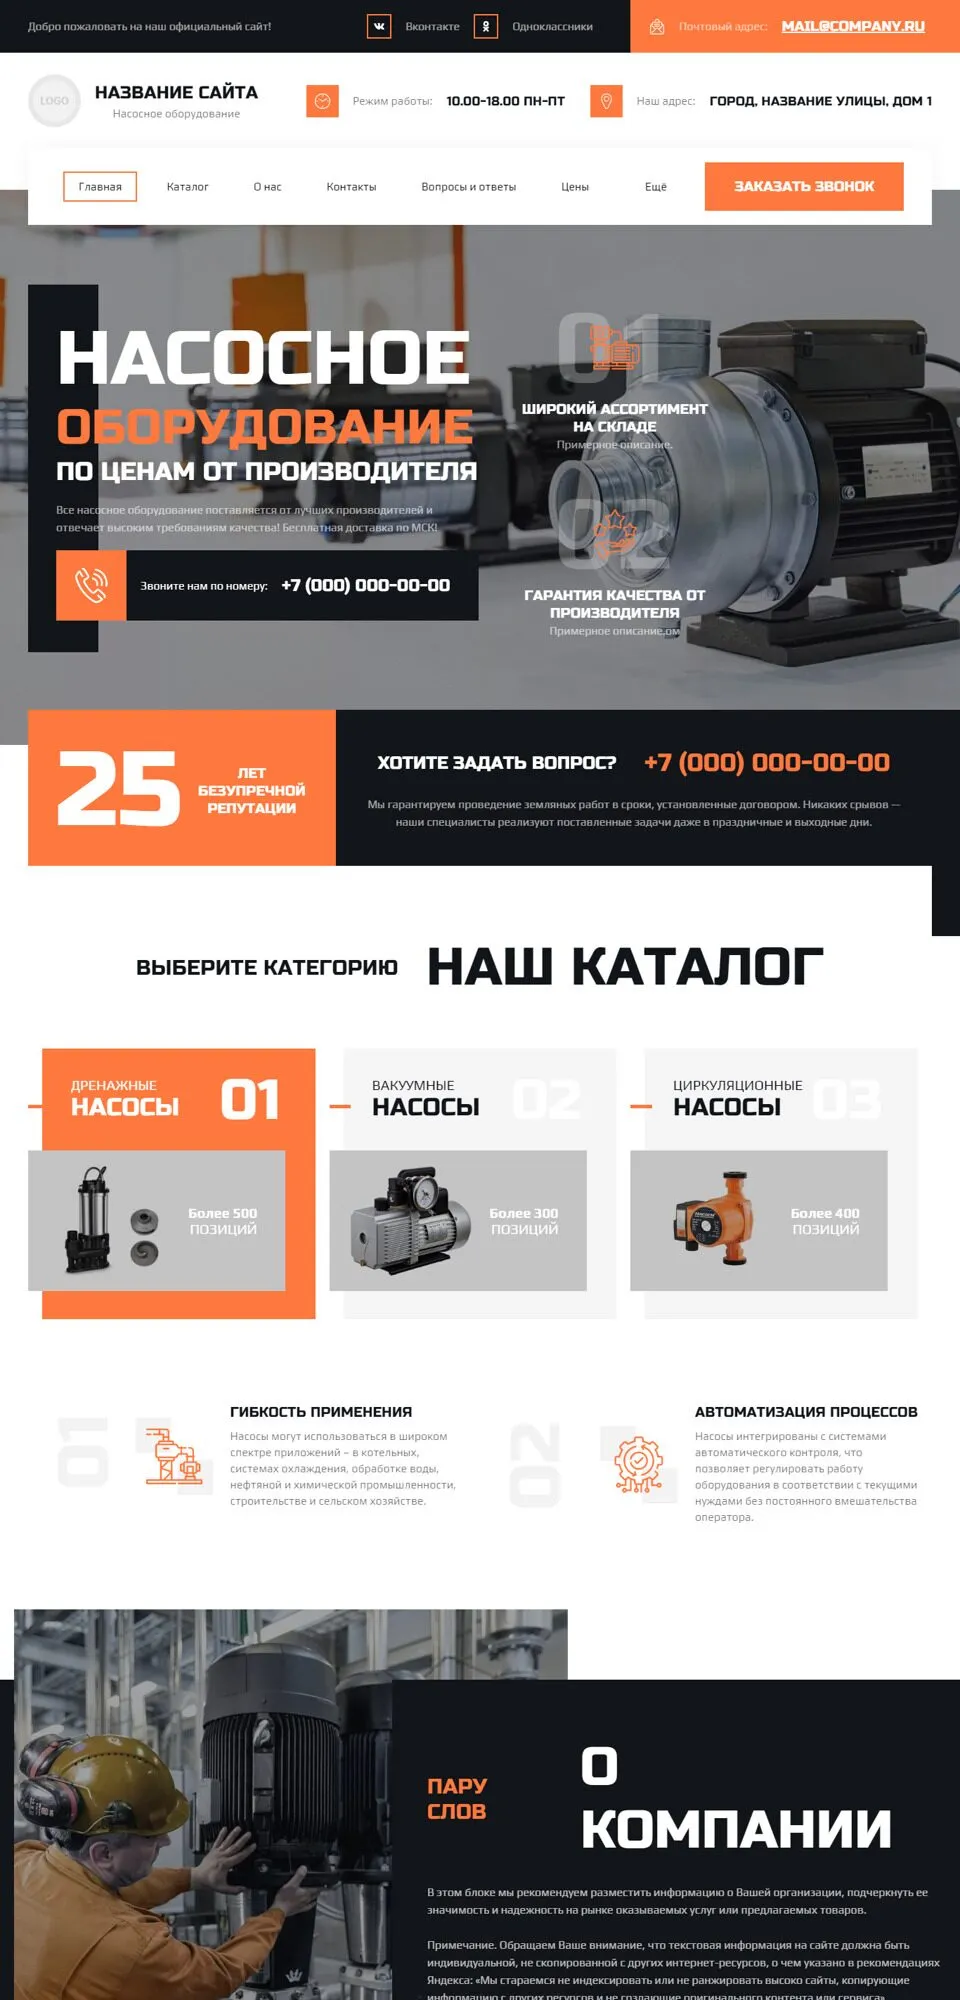 Добро пожаловать на наш официальный сайт!
Вконтакте
Одноклассники
Почтовый адрес:
MAIL@COMPANY.RU
LOGO
НАЗВАНИЕ САЙТА
Насосное оборудование
Режим работы:
10.00-18.00 ПН-ПТ
Наш адрес:
ГОРОД, НАЗВАНИЕ УЛИЦЫ, ДОМ 1
Главная
Каталог
О нас
Контакты
Вопросы и ответы
Цены
Ещё
ЗАКАЗАТЬ ЗВОНОК
НАСОСНОЕ
ОБОРУДОВАНИЕ
ПО ЦЕНАМ ОТ ПРОИЗВОДИТЕЛЯ
Все насосное оборудование поставляется от лучших производителей и
отвечает высоким требованиям качества! Бесплатная доставка по МСК!
Звоните нам по номеру:
+7 (000) 000-00-00
01
ШИРОКИЙ АССОРТИМЕНТ
НА СКЛАДЕ
Примерное описание.
02
ГАРАНТИЯ КАЧЕСТВА ОТ
ПРОИЗВОДИТЕЛЯ
Примерное описание.ом
25
ЛЕТ
БЕЗУПРЕЧНОЙ
РЕПУТАЦИИ
ХОТИТЕ ЗАДАТЬ ВОПРОС?
+7 (000) 000-00-00
Мы гарантируем проведение земляных работ в сроки, установленные договором. Никаких срывов —
наши специалисты реализуют поставленные задачи даже в праздничные и выходные дни.
ВЫБЕРИТЕ КАТЕГОРИЮ
НАШ КАТАЛОГ
ДРЕНАЖНЫЕ
НАСОСЫ
01
Более 500
ПОЗИЦИЙ
ВАКУУМНЫЕ
НАСОСЫ
02
Более 300
ПОЗИЦИЙ
ЦИРКУЛЯЦИОННЫЕ
НАСОСЫ
03
Более 400
ПОЗИЦИЙ
01
ГИБКОСТЬ ПРИМЕНЕНИЯ
Насосы могут использоваться в широком
спектре приложений – в котельных,
системах охлаждения, обработке воды,
нефтяной и химической промышленности,
строительстве и сельском хозяйстве.
02
АВТОМАТИЗАЦИЯ ПРОЦЕССОВ
Насосы интегрированы с системами
автоматического контроля, что
позволяет регулировать работу
оборудования в соответствии с текущими
нуждами без постоянного вмешательства
оператора.
ПАРУ
СЛОВ
О
КОМПАНИИ
В этом блоке мы рекомендуем разместить информацию о Вашей организации, подчеркнуть ее
значимость и надежность на рынке оказываемых услуг или предлагаемых товаров.
Примечание. Обращаем Ваше внимание, что текстовая информация на сайте должна быть
индивидуальной, не скопированной с других интернет-ресурсов, о чем указано в рекомендациях
Яндекса: «Мы стараемся не индексировать или не ранжировать высоко сайты, копирующие
информацию с других ресурсов и не создающие оригинального контента или сервиса»